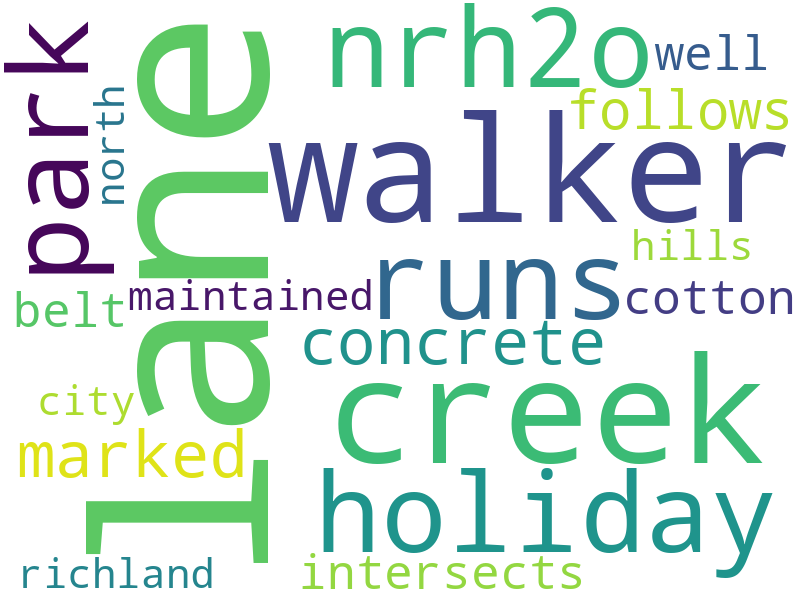 park
north
lane
nrh2o
well
follows
walker
hills
runs
maintained
cotton
belt
concrete
city
creek
marked
holiday
richland
intersects